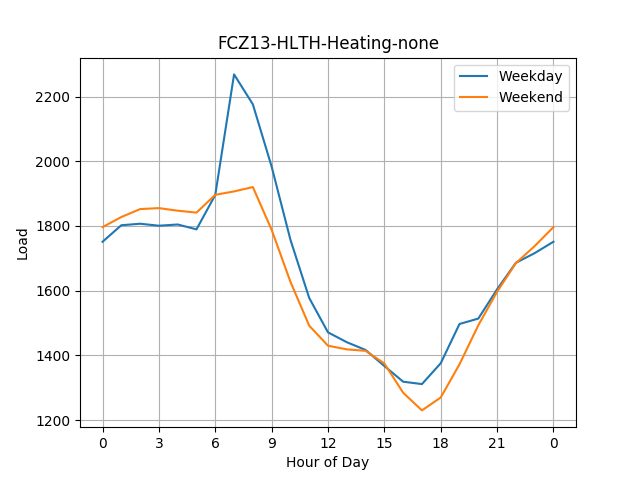 FCZ13-HLTH-Heating-none
Weekday
Weekend
2200
2000
1800
1600
1400
1200
Load
0 3 6 9 12 15 18 21 0
Hour of Day